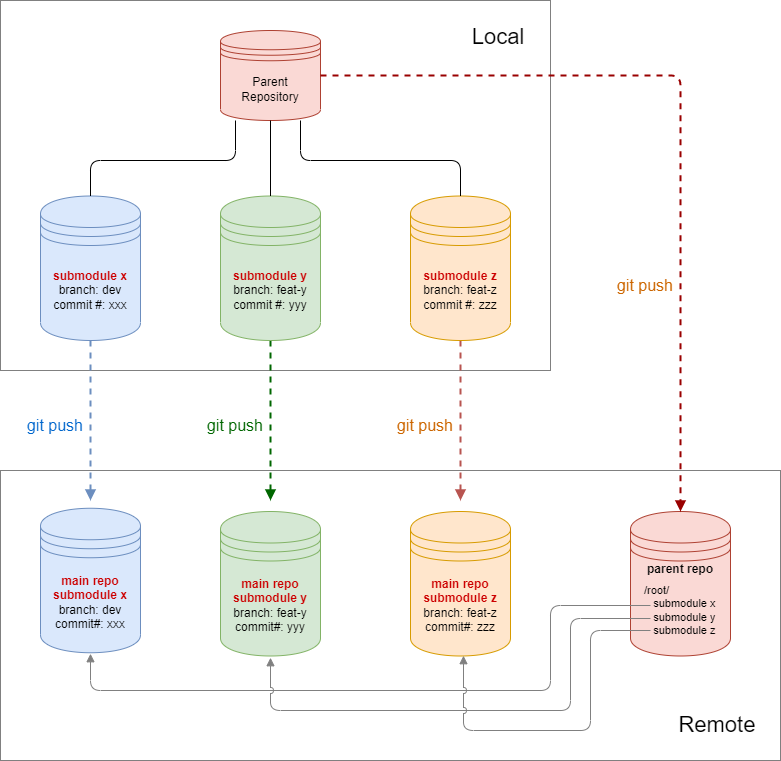 Local
Parent
Repository
submodule x
branch: dev
commit #: xxx
submodule y
branch: feat-y
commit #: yyy
submodule z
branch: feat-z
commit #: zzz
git push
git push
git push
git push
main repo
submodule x
branch: dev
commit#: xxx
main repo
submodule y
branch: feat-y
commit#: yyy
main repo
submodule z
branch: feat-z
commit#: zzz
parent repo
/root/
submodule x
submodule y
submodule z
Remote